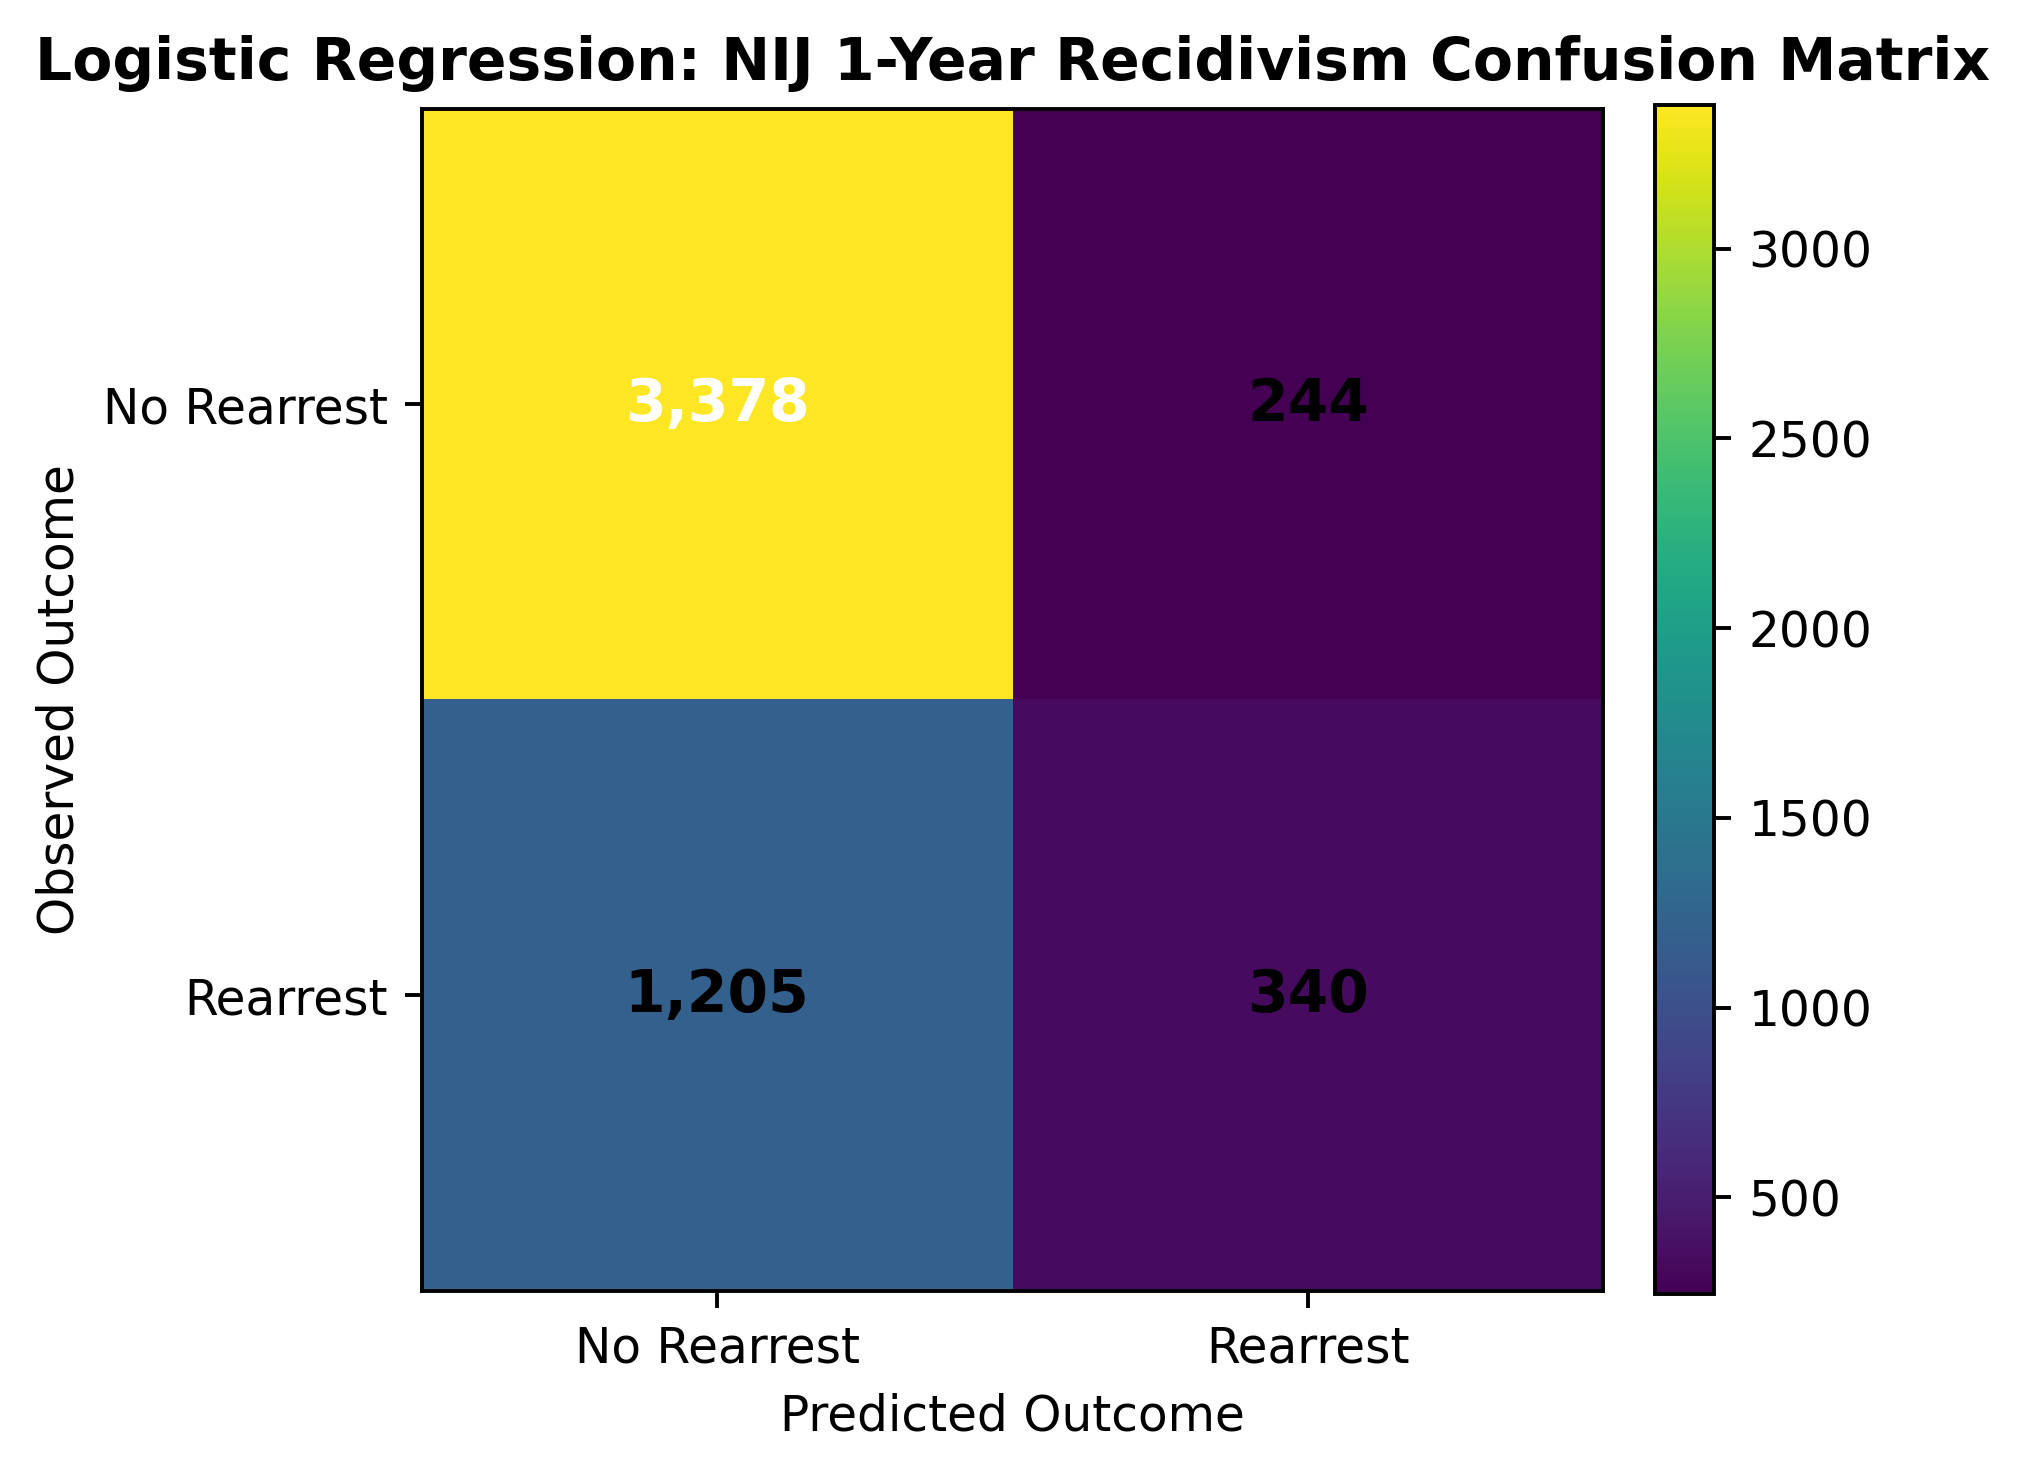 Logistic Regression: NIJ 1-Year Recidivism Confusion Matrix
3000
No Rearrest
3,378
244
2500
2000
Observed Outcome
1500
Rearrest
1,205
340
1000
500
No Rearrest
Rearrest
Predicted Outcome